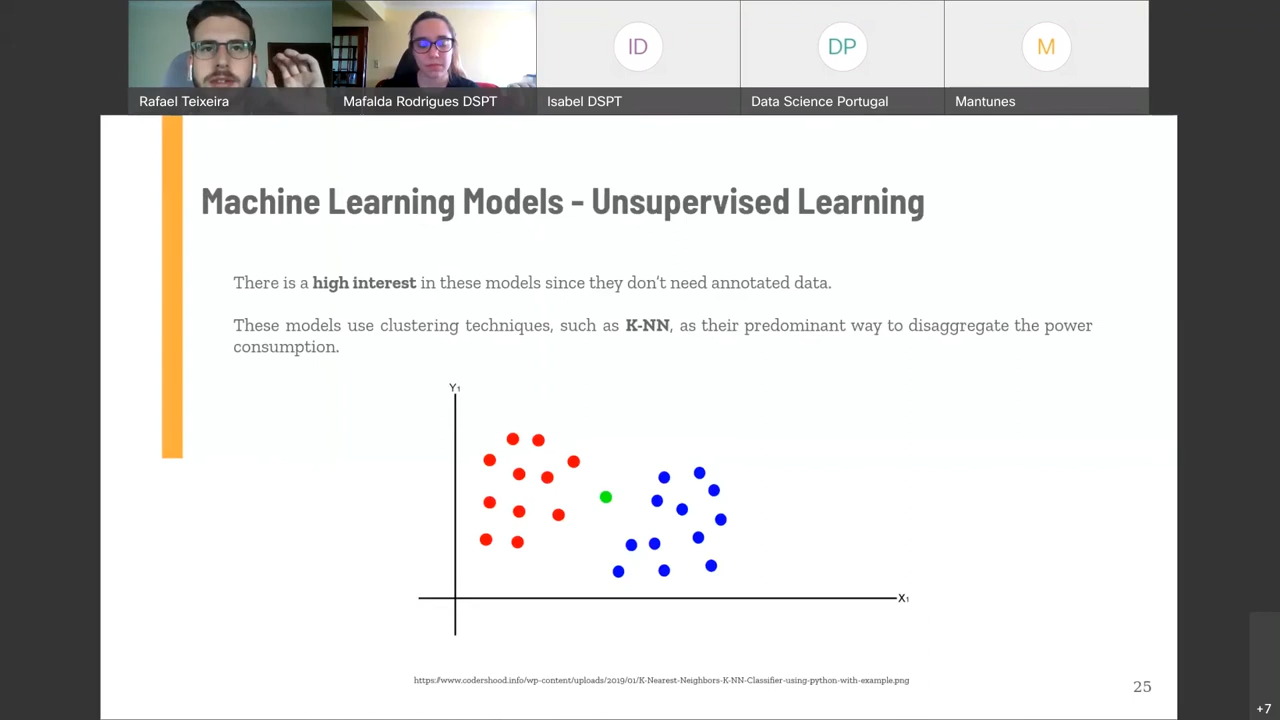 ID
DP
M
Rafael Teixeira
Mafalda Rodrigues DSPT
Isabel DSPT
Data Science Portugal
Mantunes
Machine Learning Models - Unsupervised Learning
There is a high interest in these models since they don't need annotated data.
These models use clustering techniques, such as K-NN, as their predominant way to disaggregate the power
consumption.
Y₁
X₁
https://www.codershood.info/wp-content/uploads/2019/01/K-Nearest-Neighbors-K-NN-Classifier-using-python-with-example.png
25
+7